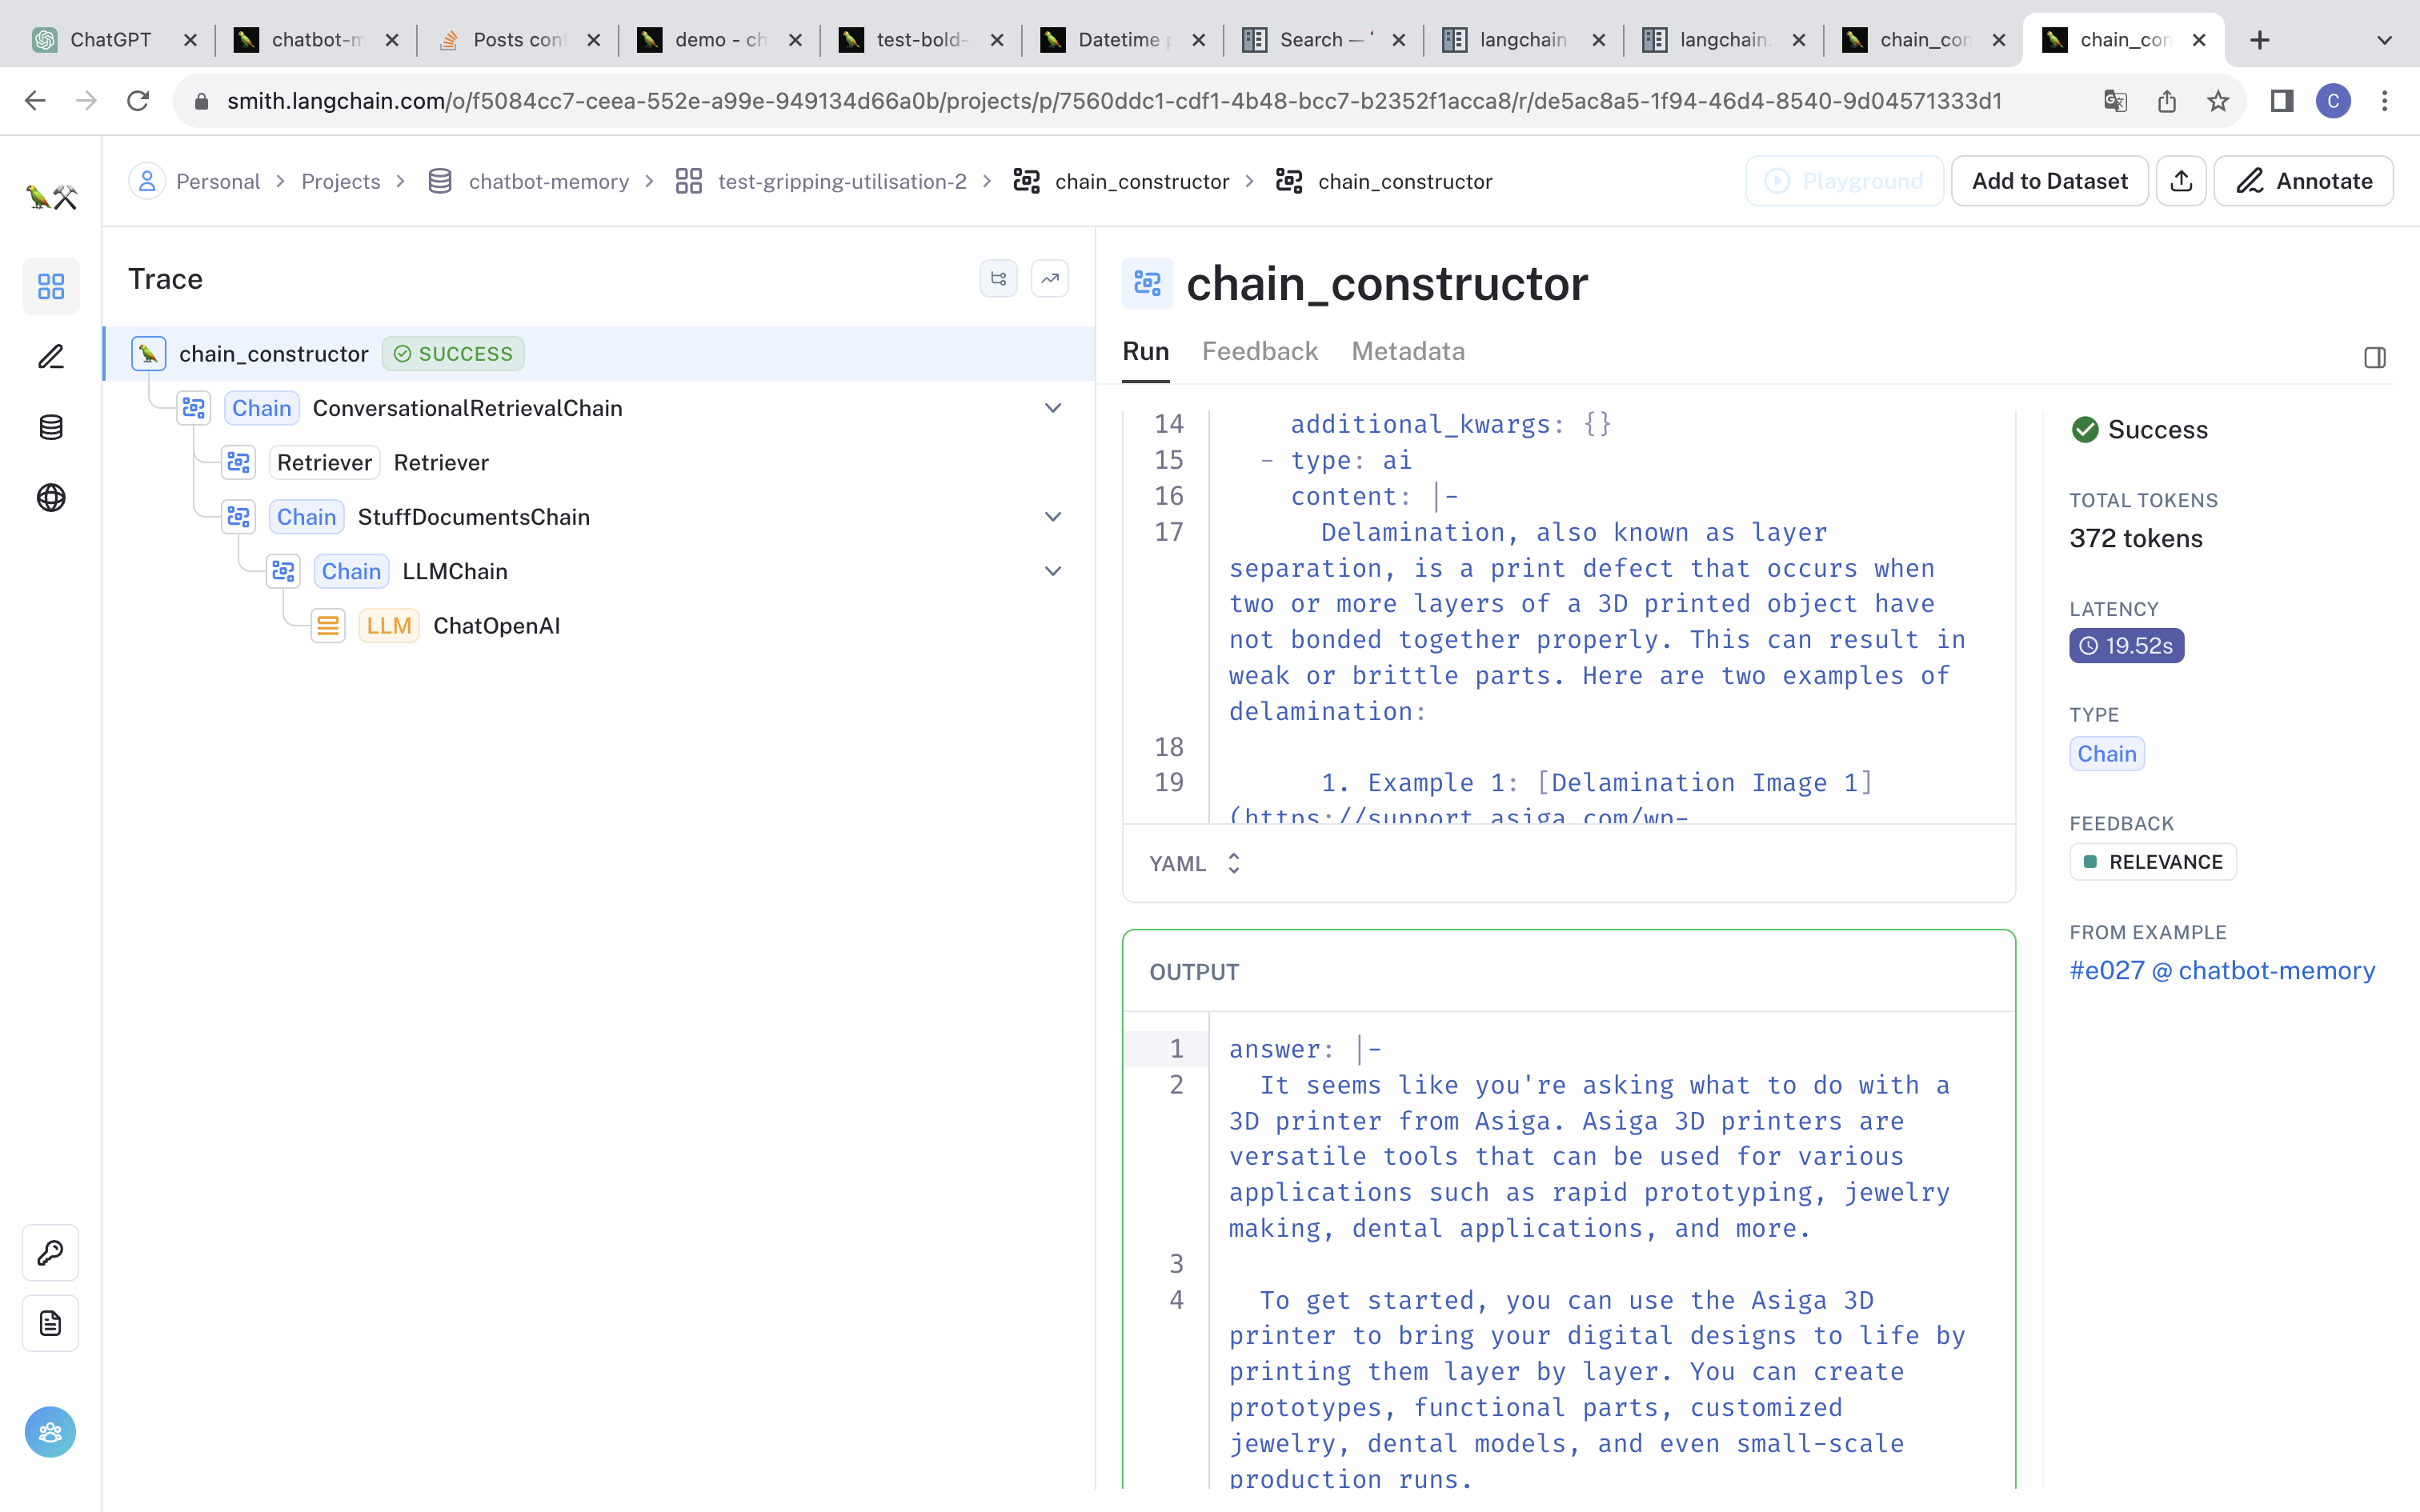 ChatGPT
chatbot-m
Posts con
demo - ch
test-bold-
Datetime p
Search — '
langchain
langchain.
chain_con
chain_con
smith.langchain.com/o/f5084cc7-ceea-552e-a99e-949134d66a0b/projects/p/7560ddc1-cdf1-4b48-bcc7-b2352f1acca8/r/de5ac8a5-1f94-46d4-8540-9d04571333d1
C
Personal > Projects > chatbot-memory > test-gripping-utilisation-2 > chain_constructor > chain_constructor
Playground
Add to Dataset
Annotate
Trace
chain_constructor SUCCESS
Chain ConversationalRetrievalChain
Retriever Retriever
Chain StuffDocumentsChain
Chain LLMChain
LLM ChatOpenAI
chain_constructor
Run Feedback Metadata
14 additional_kwargs: {}
15 - type: ai
16 content: |-
17 Delamination, also known as layer
separation, is a print defect that occurs when
two or more layers of a 3D printed object have
not bonded together properly. This can result in
weak or brittle parts. Here are two examples of
delamination:
18
19 1. Example 1: [Delamination Image 1]
(https://support.asiga.com/wp-
YAML
OUTPUT
1 answer: |-
2 It seems like you're asking what to do with a
3D printer from Asiga. Asiga 3D printers are
versatile tools that can be used for various
applications such as rapid prototyping, jewelry
making, dental applications, and more.
3
4 To get started, you can use the Asiga 3D
printer to bring your digital designs to life by
printing them layer by layer. You can create
prototypes, functional parts, customized
jewelry, dental models, and even small-scale
production runs.
Success
TOTAL TOKENS
372 tokens
LATENCY
19.52s
TYPE
Chain
FEEDBACK
RELEVANCE
FROM EXAMPLE
#e027 @ chatbot-memory